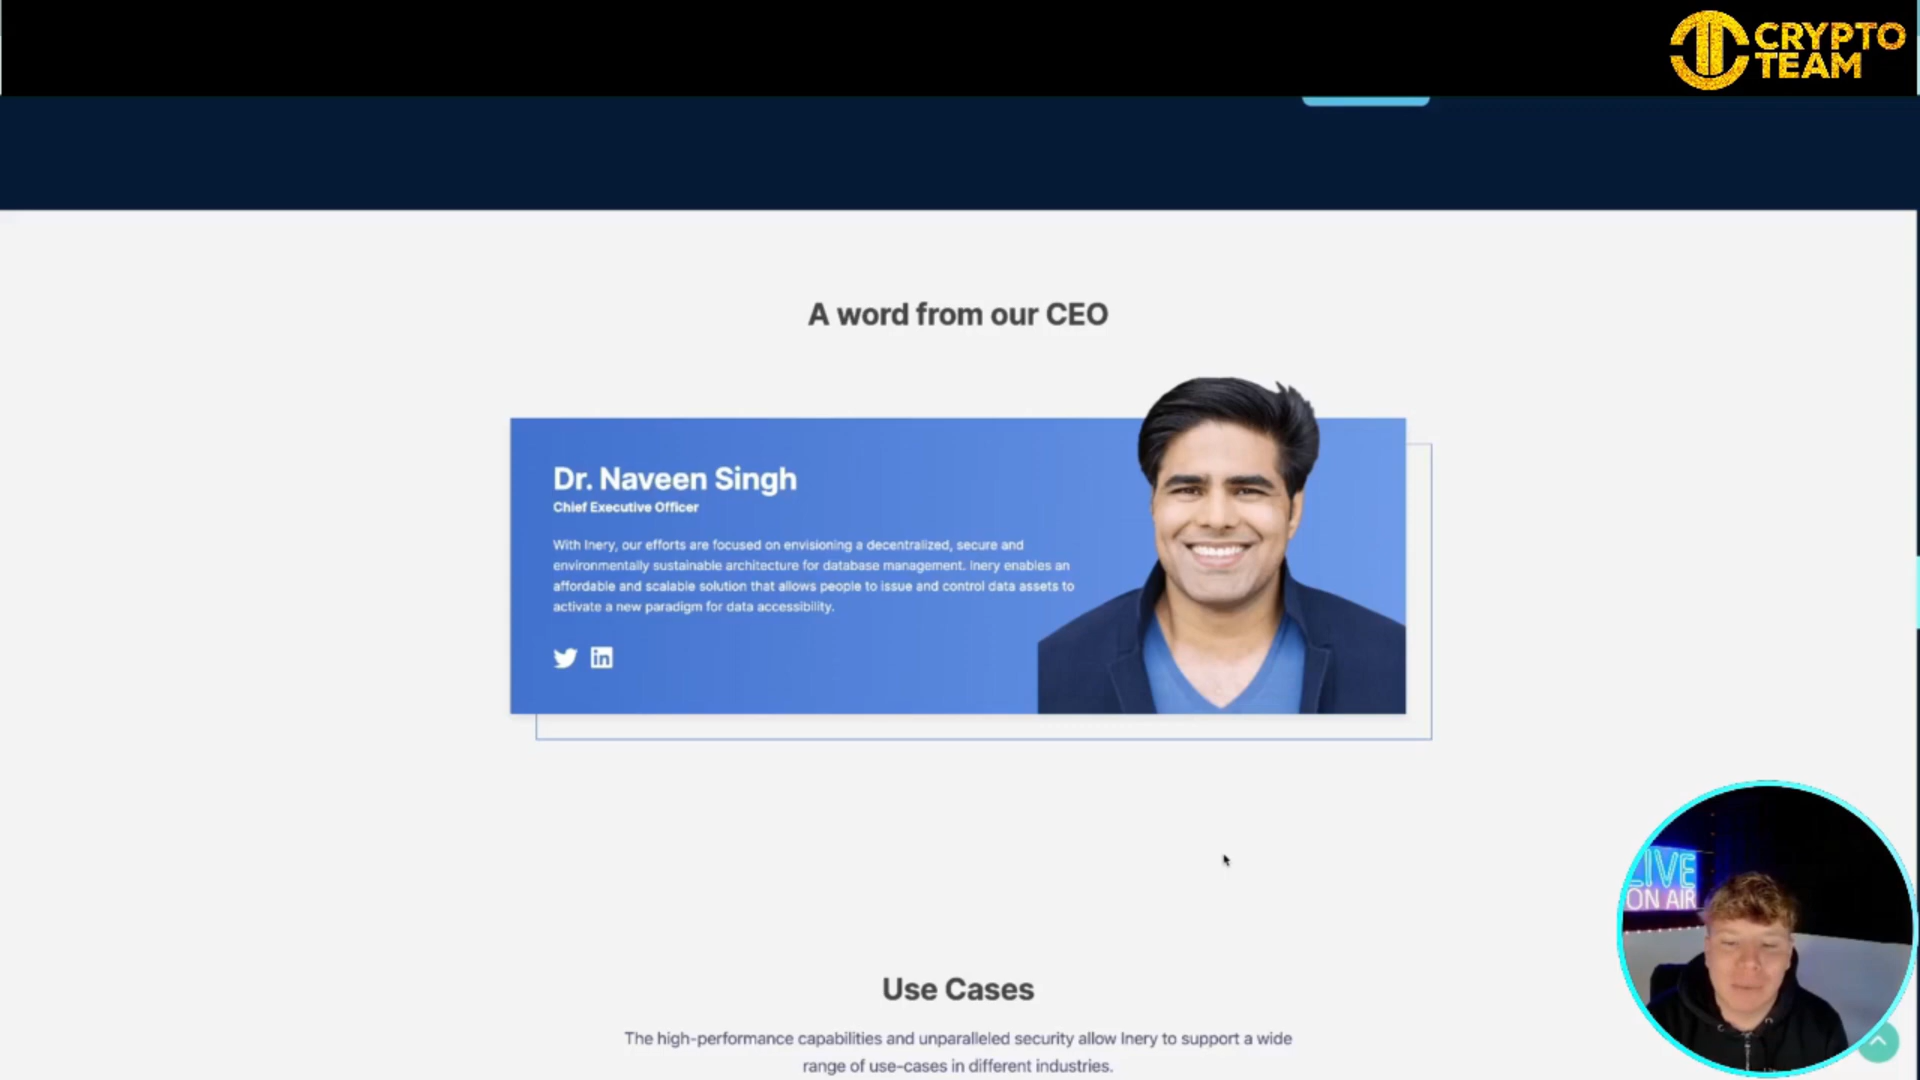 CRYPTO
TEAM
A word from our CEO
Dr. Naveen Singh
Chief Executive Officer
With Inery, our efforts are focused on envisioning a decentralized, secure and
environmentally sustainable architecture for database management. Inery enables an
affordable and scalable solution that allows people to issue and control data assets to
activate a new paradigm for data accessibility.
in
LIVE
ON AIR
Use Cases
The high-performance capabilities and unparalleled security allow Inery to support a wide
range of use-cases in different industries.